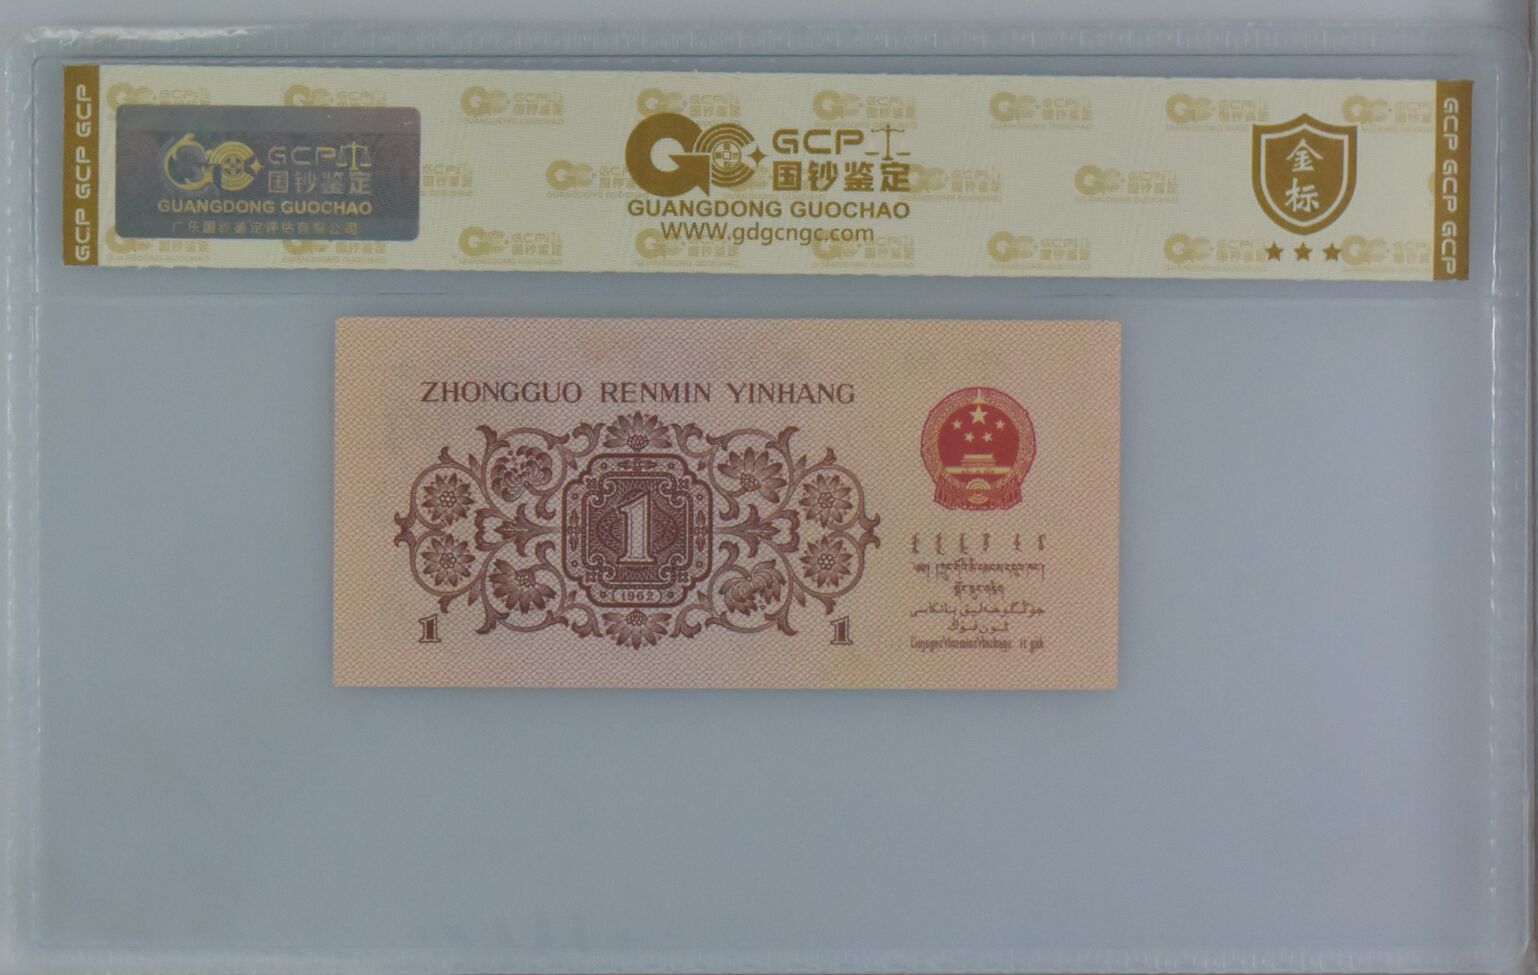 GCP GCP GCP
GCP
国钞鉴定
GUANGDONG GUOCHAO
广东国钞鉴定评估有限公司
GCP
国钞鉴定
GUANGDONG GUOCHAO
WWW.gdgcngc.com
金标
GCP GCP GCP
ZHONGGUO RENMIN YINHANG
1
(1962)
1
1